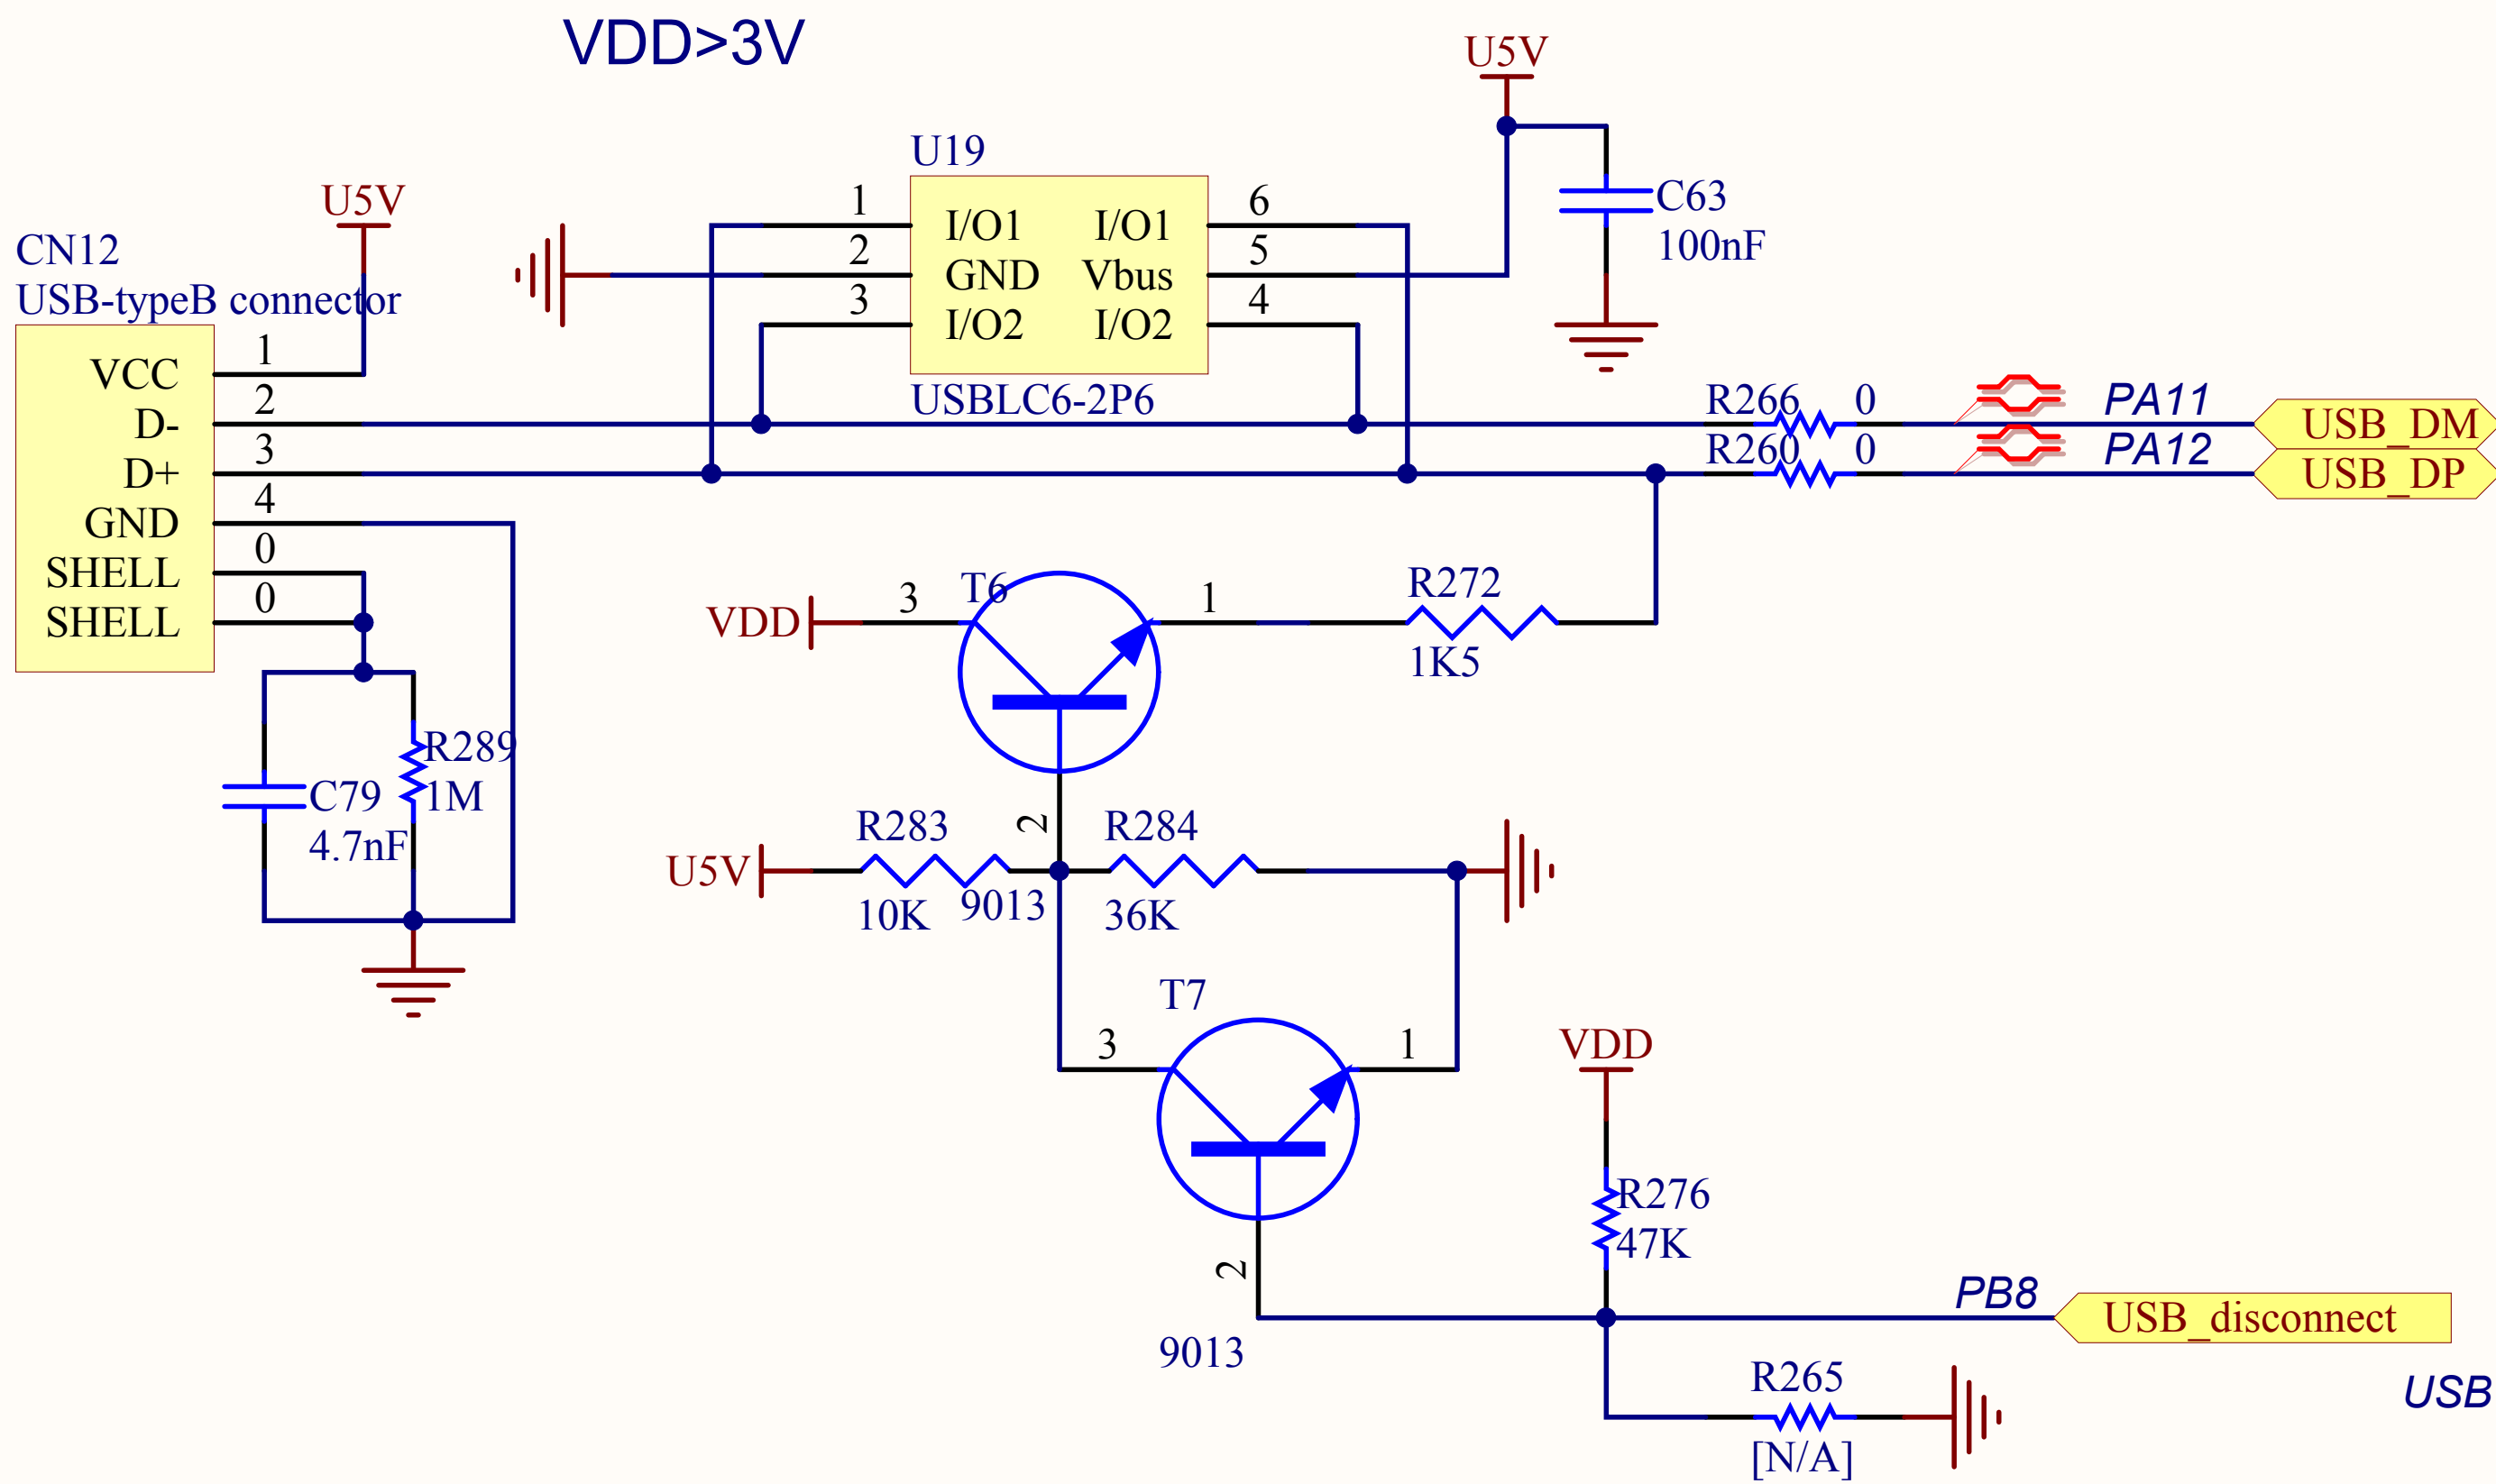 VDD>3V
U5V
U19
U5V
CN12
USB-typeB connector
1
I/O1
I/O1
6
2
GND
Vbus
5
3
I/O2
I/O2
4
USBLC6-2P6
C63
100nF
VCC
1
D-
2
D+
3
GND
4
SHELL
0
SHELL
0
R266
0
PA11
USB_DM
R260
0
PA12
USB_DP
VDD
3
T6
1
R272
1K5
R289
1M
C79
4.7nF
2
U5V
R283
10K
9013
R284
36K
T7
3
1
VDD
R276
47K
2
9013
PB8
USB_disconnect
R265
[N/A]
USB